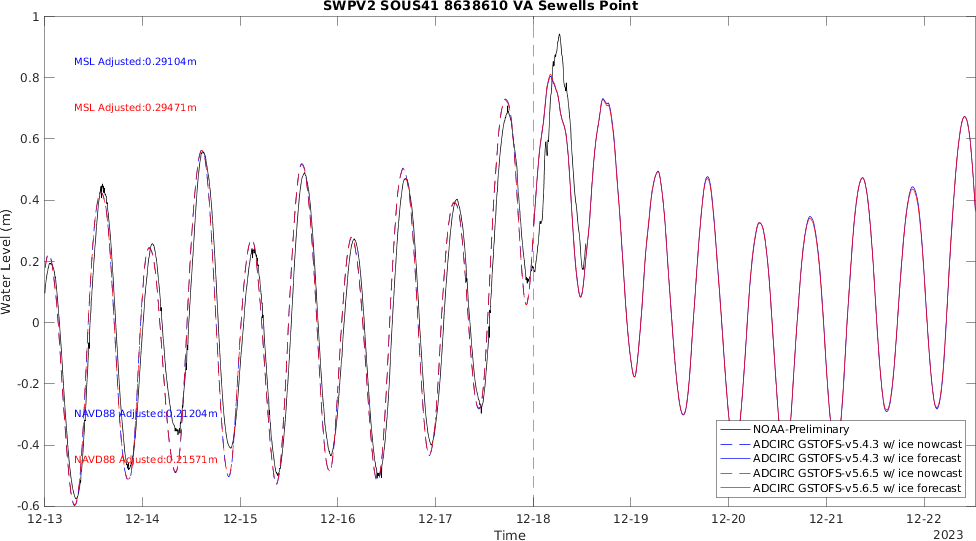 SWPV2 SOUS41 8638610 VA Sewells Point
1
0.8
0.6
0.4
0.2
0
-0.2
-0.4
-0.6
Water Level (m)
MSL Adjusted:0.29104m
MSL Adjusted:0.29471m
NAVD88 Adjusted:0.21204m
NAVD88 Adjusted:0.21571m
NOAA-Preliminary
ADCIRC GSTOFS-v5.4.3 w/ ice nowcast
ADCIRC GSTOFS-v5.4.3 w/ ice forecast
ADCIRC GSTOFS-v5.6.5 w/ ice nowcast
ADCIRC GSTOFS-v5.6.5 w/ ice forecast
12-13 12-14 12-15 12-16 12-17 12-18 12-19 12-20 12-21 12-22
Time
2023